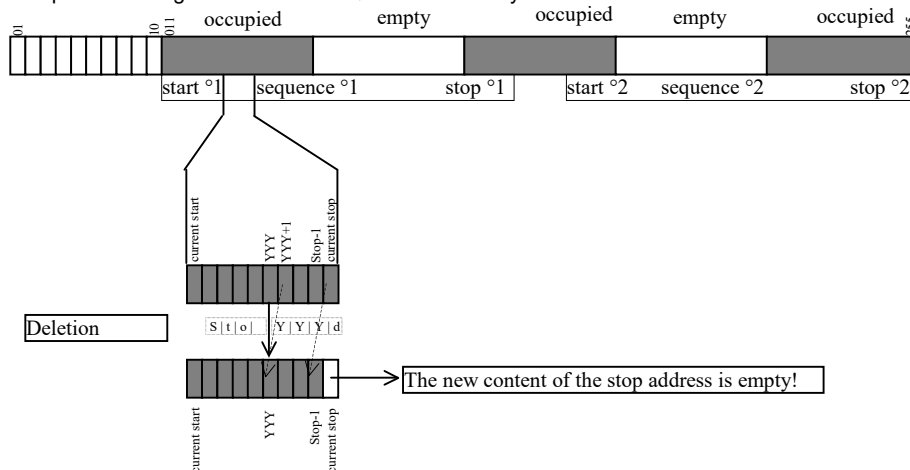 occupied empty occupied empty occupied
01 10 011 255
start °1 sequence °1 stop °1 start °2 sequence °2 stop °2
current start YYY YYY+1 Stop-1 current stop
Deletion
S|t|o| Y|Y|Y|d
The new content of the stop address is empty!
current start YYY Stop-1 current stop